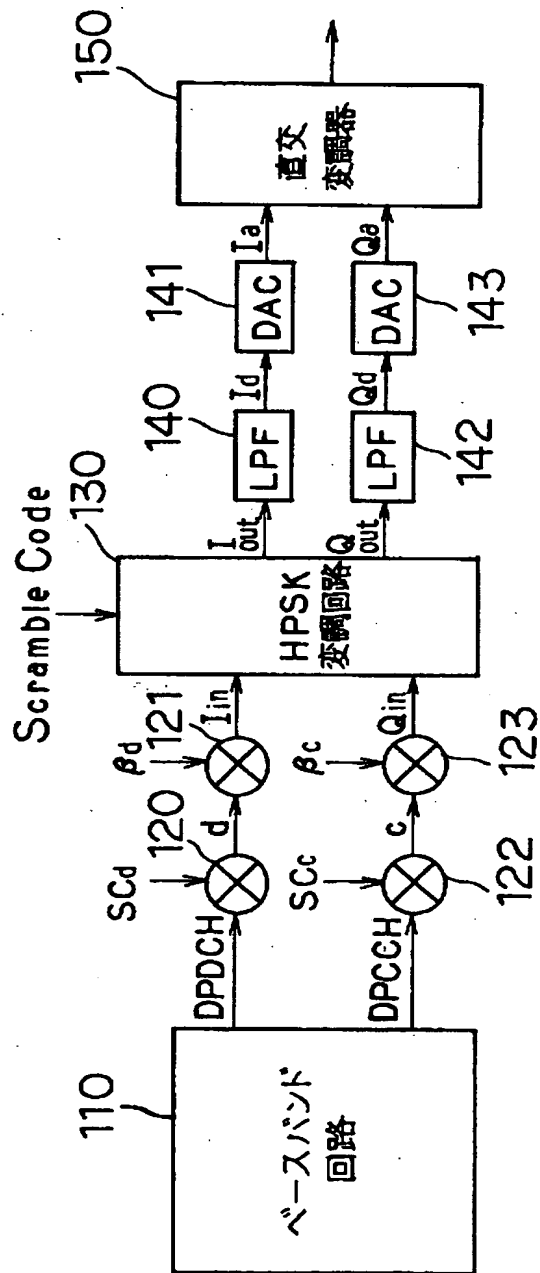 110
ベースバンド
回路
DPDCH
DPCCH
SCd
120
d
βd
121
Iin
SCc
122
c
βc
123
Qin
Scramble Code
130
HPSK
変調回路
I
out
Q
out
140
LPF
Id
141
DAC
Ia
142
LPF
Qd
143
DAC
Qa
150
直交
変調器